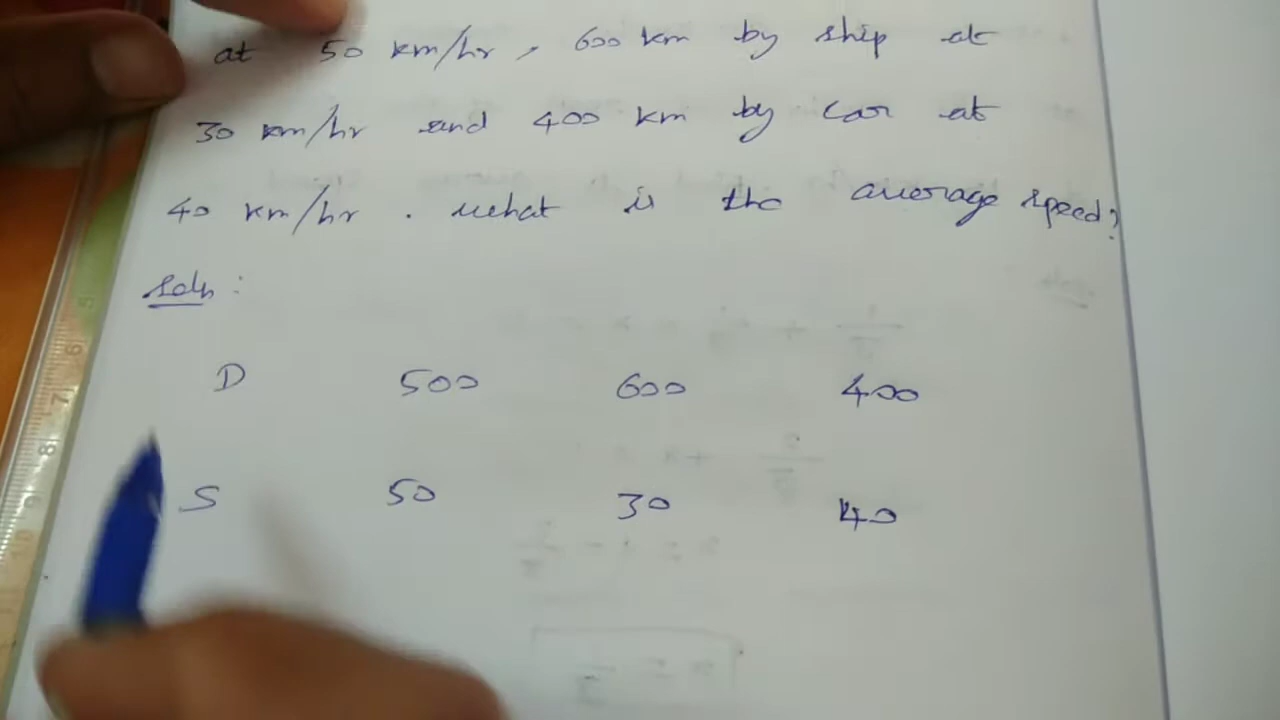 at 50 km/hr, 600 km by ship at
30 km/hr and 400 km by car at
40 km/hr. what is the average speed?
Soln:
D 500 600 400
S 50 30 40